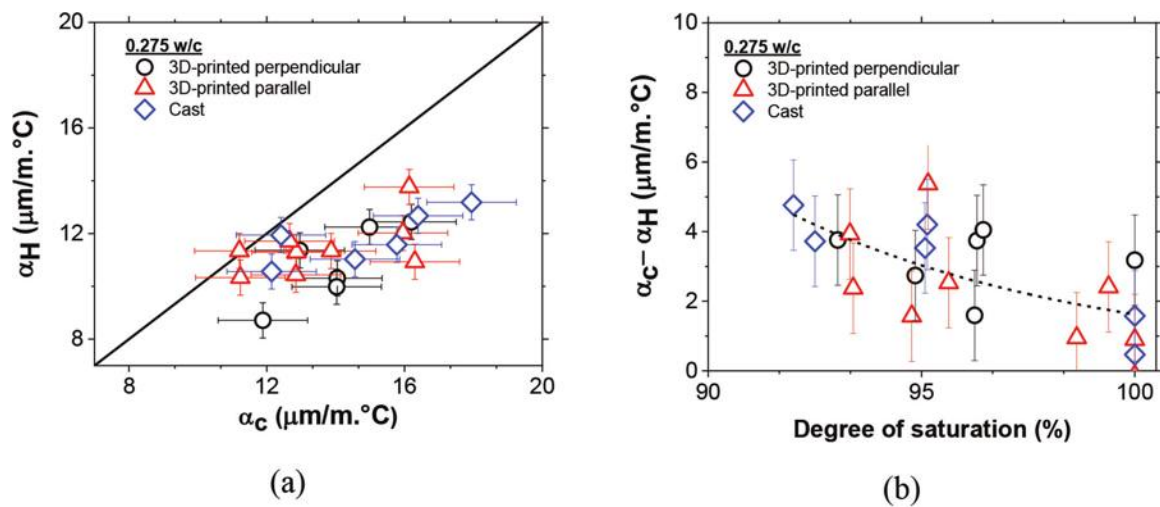 0.275 w/c
3D-printed perpendicular
3D-printed parallel
Cast
20
16
12
8
8
12
16
20
αH (μm/m.°C)
αc (μm/m.°C)
(a)
0.275 w/c
3D-printed perpendicular
3D-printed parallel
Cast
10
8
6
4
2
0
90
95
100
αc– αH (μm/m.°C)
Degree of saturation (%)
(b)